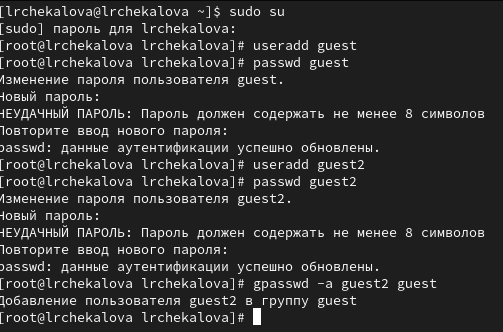 [lrchekalova@lrchekalova ~]$ sudo su
[sudo] пароль для lrchekalova:
[root@lrchekalova lrchekalova]# useradd guest
[root@lrchekalova lrchekalova]# passwd guest
Изменение пароля пользователя guest.
Новый пароль:
НЕУДАЧНЫЙ ПАРОЛЬ: Пароль должен содержать не менее 8 символов
Повторите ввод нового пароля:
passwd: данные аутентификации успешно обновлены.
[root@lrchekalova lrchekalova]# useradd guest2
[root@lrchekalova lrchekalova]# passwd guest2
Изменение пароля пользователя guest2.
Новый пароль:
НЕУДАЧНЫЙ ПАРОЛЬ: Пароль должен содержать не менее 8 символов
Повторите ввод нового пароля:
passwd: данные аутентификации успешно обновлены.
[root@lrchekalova lrchekalova]# gpasswd -a guest2 guest
Добавление пользователя guest2 в группу guest
[root@lrchekalova lrchekalova]#